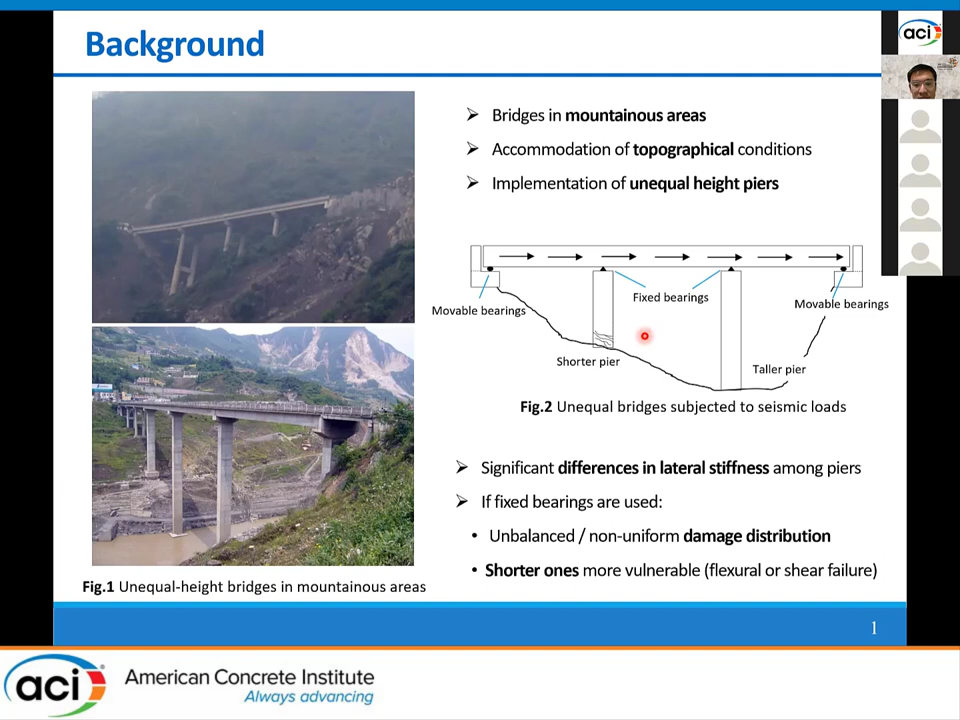 Background
aci
➢ Bridges in mountainous areas
➢ Accommodation of topographical conditions
➢ Implementation of unequal height piers
Movable bearings
Fixed bearings
Movable bearings
Shorter pier
Taller pier
Fig.2 Unequal bridges subjected to seismic loads
➢ Significant differences in lateral stiffness among piers
➢ If fixed bearings are used:
• Unbalanced / non-uniform damage distribution
• Shorter ones more vulnerable (flexural or shear failure)
Fig.1 Unequal-height bridges in mountainous areas
1
aci
American Concrete Institute
Always advancing